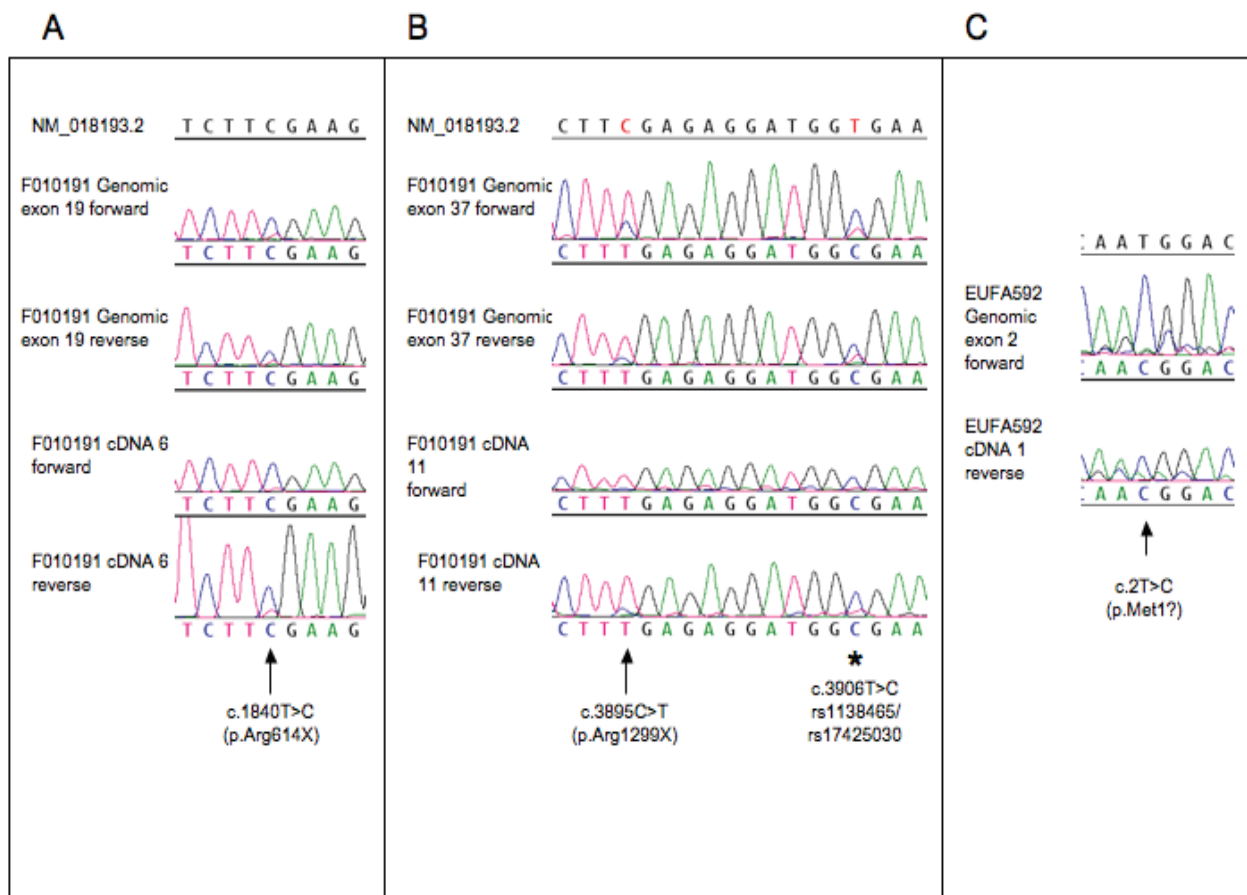 A
B
C
NM_018193.2
T C T T C G A A G
F010191 Genomic
exon 19 forward
T C T T C G A A G
F010191 Genomic
exon 19 reverse
T C T T C G A A G
F010191 cDNA 6
forward
T C T T C G A A G
F010191 cDNA 6
reverse
T C T T C G A A G
c.1840T>C
(p.Arg614X)
NM_018193.2
C T T C G A G A G G A T G G T G A A
F010191 Genomic
exon 37 forward
C T T T G A G A G G A T G G C G A A
F010191 Genomic
exon 37 reverse
C T T T G A G A G G A T G G C G A A
F010191 cDNA
11
forward
C T T T G A G A G G A T G G C G A A
F010191 cDNA
11 reverse
C T T T G A G A G G A T G G C G A A
*
c.3895C>T
(p.Arg1299X)
c.3906T>C
rs1138465/
rs17425030
C A A T G G A C
EUFA592
Genomic
exon 2
forward
C A A C G G A C
EUFA592
cDNA 1
reverse
C A A C G G A C
c.2T>C
(p.Met1?)